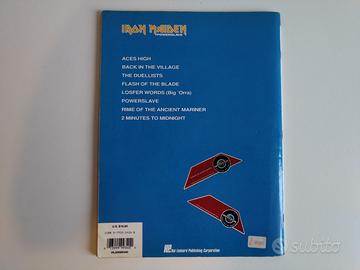 IRON MAIDEN
POWERSLAVE
ACES HIGH
BACK IN THE VILLAGE
THE DUELLISTS
FLASH OF THE BLADE
LOSFER WORDS (Big 'Orra)
POWERSLAVE
RIME OF THE ANCIENT MARINER
2 MINUTES TO MIDNIGHT
Hal Leonard Publishing Corporation
subito